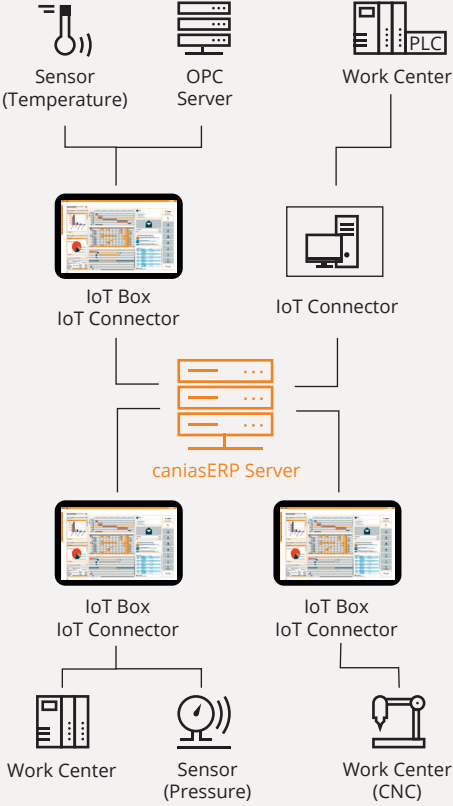 PLC
Sensor
(Temperature)
OPC
Server
Work Center
IoT Box
IoT Connector
IoT Connector
caniasERP Server
IoT Box
IoT Connector
IoT Box
IoT Connector
Work Center
Sensor
(Pressure)
Work Center
(CNC)